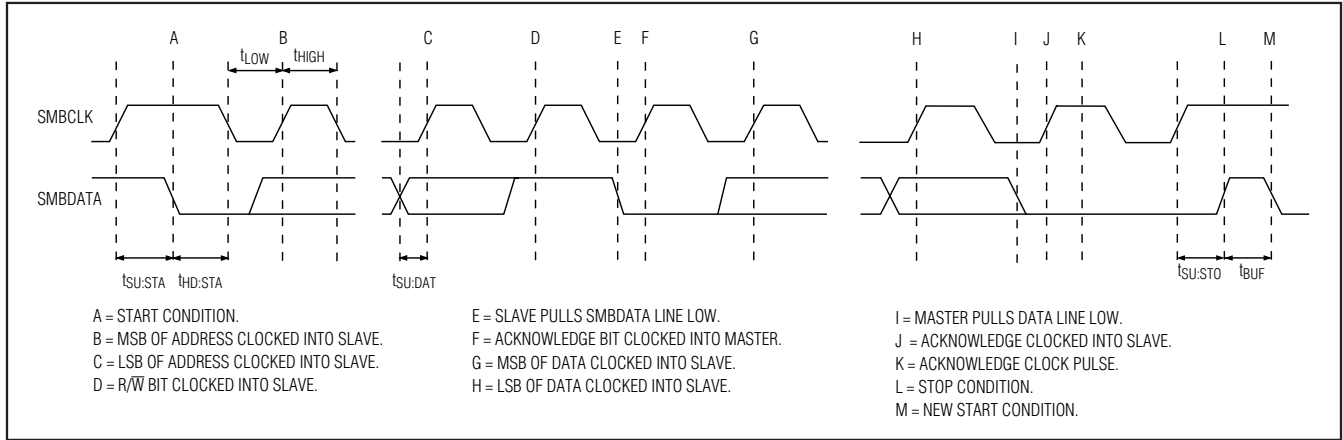 A B C D E F G H I J K L M
tLOW tHIGH
SMBCLK
SMBDATA
tSU:STA tHD:STA tSU:DAT tSU:STO tBUF
A = START CONDITION.
B = MSB OF ADDRESS CLOCKED INTO SLAVE.
C = LSB OF ADDRESS CLOCKED INTO SLAVE.
D = R/W̅ BIT CLOCKED INTO SLAVE.
E = SLAVE PULLS SMBDATA LINE LOW.
F = ACKNOWLEDGE BIT CLOCKED INTO MASTER.
G = MSB OF DATA CLOCKED INTO SLAVE.
H = LSB OF DATA CLOCKED INTO SLAVE.
I = MASTER PULLS DATA LINE LOW.
J = ACKNOWLEDGE CLOCKED INTO SLAVE.
K = ACKNOWLEDGE CLOCK PULSE.
L = STOP CONDITION.
M = NEW START CONDITION.